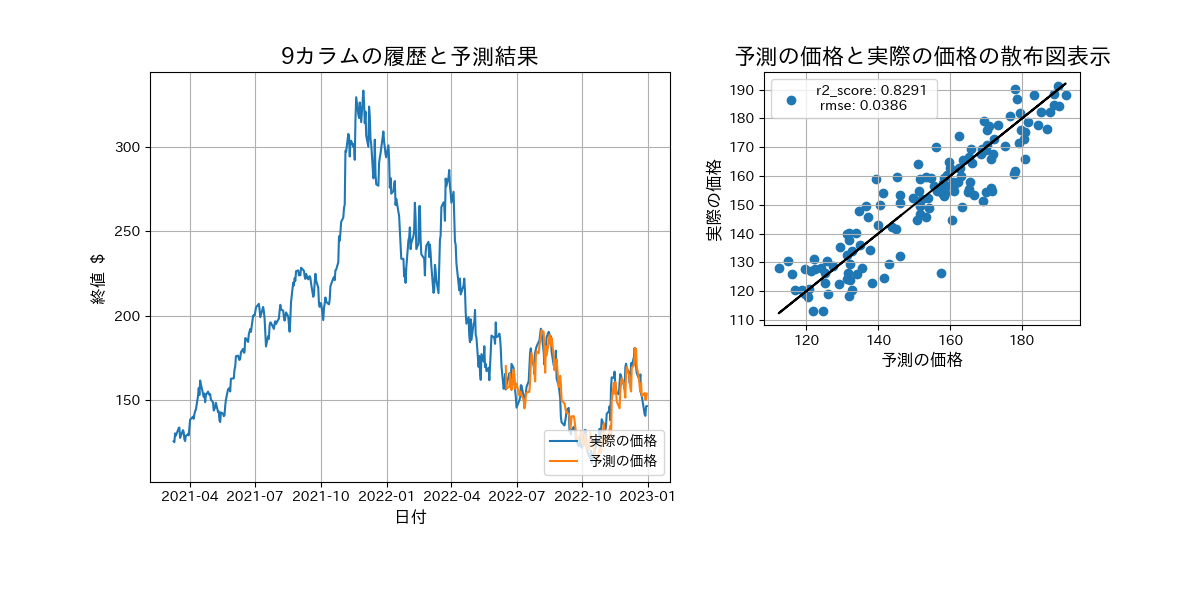 9カラムの履歴と予測結果
終値 $
300
250
200
150
2021-04 2021-07 2021-10 2022-01 2022-04 2022-07 2022-10 2023-01
日付
実際の価格
予測の価格
予測の価格と実際の価格の散布図表示
r2_score: 0.8291
rmse: 0.0386
実際の価格
190
180
170
160
150
140
130
120
110
120 140 160 180
予測の価格